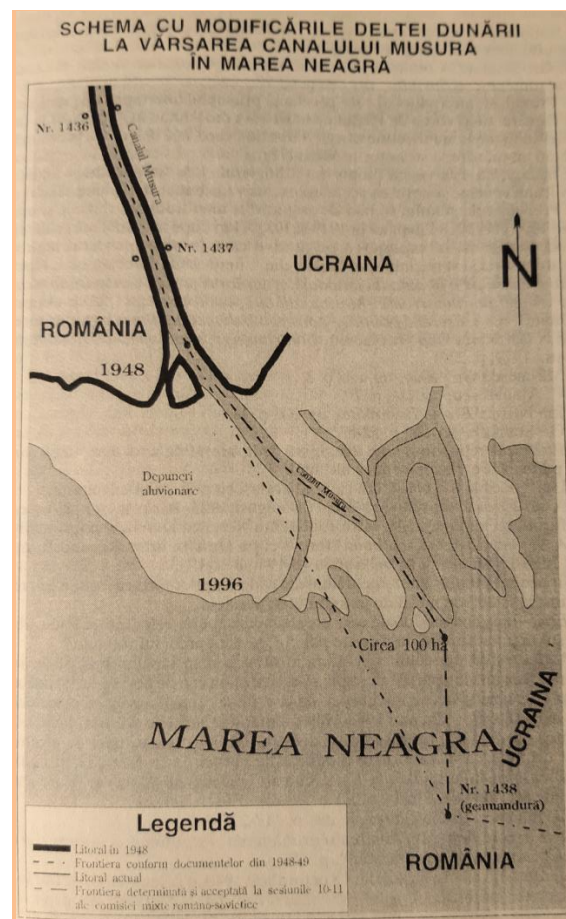 SCHEMA CU MODIFICĂRILE DELTEI DUNĂRII
LA VĂRSAREA CANALULUI MUSURA
ÎN MAREA NEAGRĂ
Nr. 1436
Canalul Musura
Nr. 1437
UCRAINA
N
ROMÂNIA
1948
Depuneri
aluvionare
Canalul Musura
1996
Circa 100 ha
UCRAINA
MAREA NEAGRA
Nr. 1438
(geamandură)
ROMÂNIA
Legendă
Litoral în 1948
Frontiera conform documentelor din 1948-49
Litoral actual
Frontiera determinată și acceptată la sesiunile 10-11
ale comisiei mixte româno-sovietice